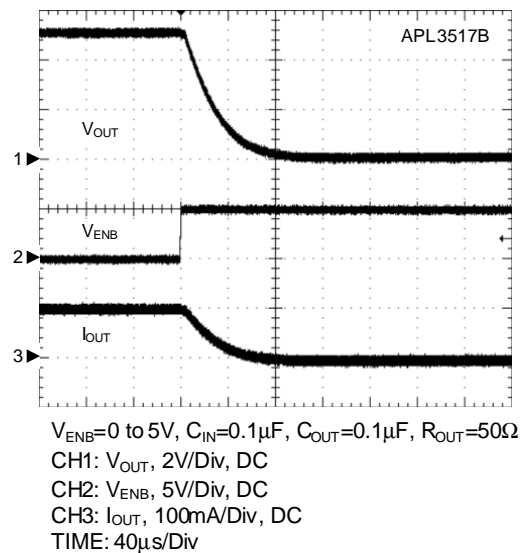 APL3517B
VOUT
1
VENB
2
IOUT
3
VENB=0 to 5V, CIN=0.1µF, COUT=0.1µF, ROUT=50Ω
CH1: VOUT, 2V/Div, DC
CH2: VENB, 5V/Div, DC
CH3: IOUT, 100mA/Div, DC
TIME: 40µs/Div